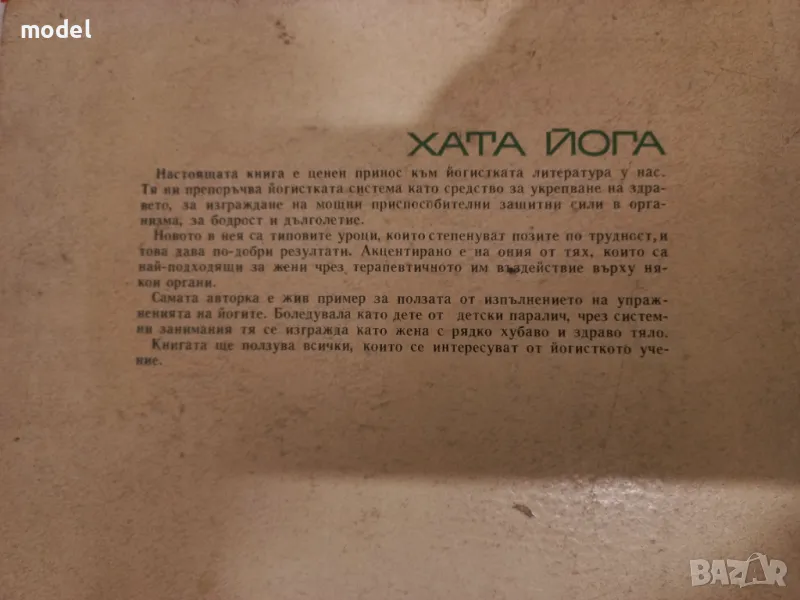 model
ХАТА ЙОГА
Настоящата книга е ценен принос към йогистката литература у нас.
Тя ни препоръчва йогистката система като средство за укрепване на здра-
вето, за изграждане на мощни приспособителни защитни сили в орга-
низма, за бодрост и дълголетие.
Новото в нея са типовите уроци, които степенуват позите по трудност, и
това дава по-добри резултати. Акцентирано е на ония от тях, които са
най-подходящи за жени чрез терапевтичното им въздействие върху ня-
кои органи.
Самата авторка е жив пример за ползата от изпълнението на упраж-
ненията на йогите. Боледувала като дете от детски паралич, чрез систем-
ни занимания тя се изгражда като жена с рядко хубаво и здраво тяло.
Книгата ще ползува всички, които се интересуват от йогисткото уче-
ние.
BAZAR